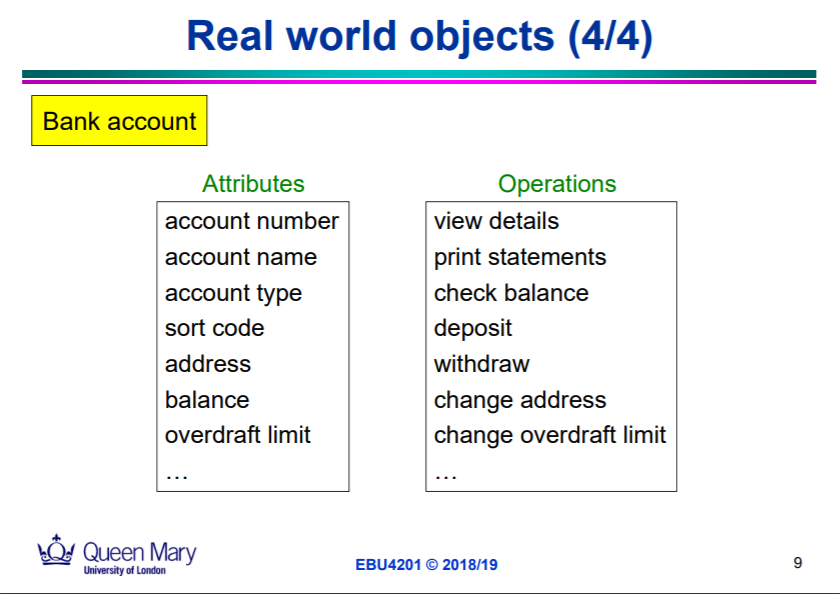 Real world objects (4/4)
Bank account
Attributes
account number
account name
account type
sort code
address
balance
overdraft limit
…
Operations
view details
print statements
check balance
deposit
withdraw
change address
change overdraft limit
…
Queen Mary
University of London
EBU4201 © 2018/19
9